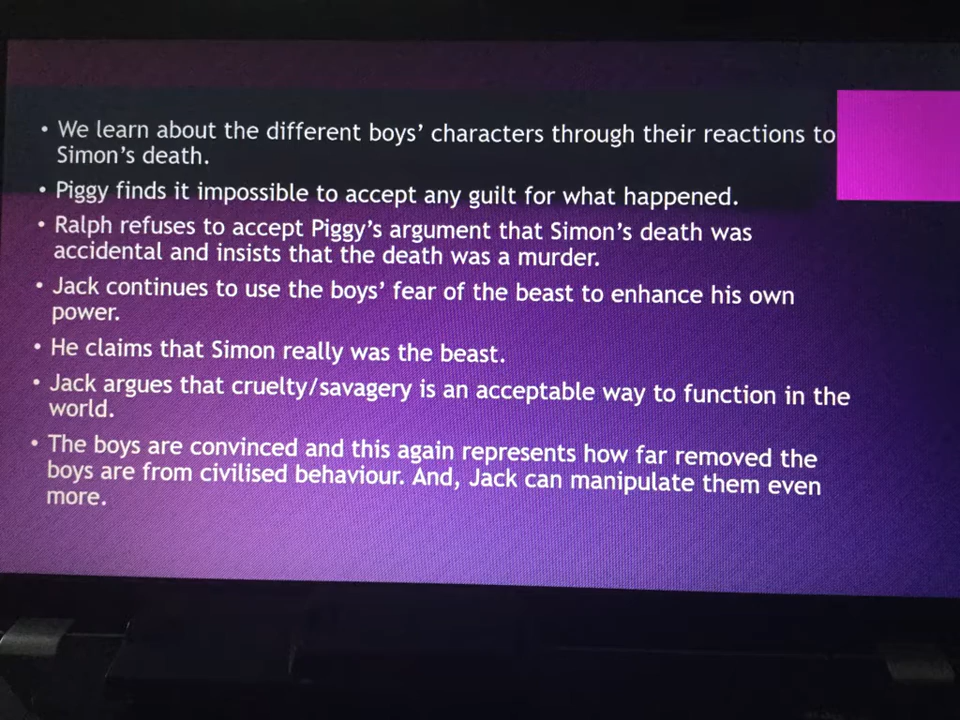 • We learn about the different boys' characters through their reactions to
Simon's death.
• Piggy finds it impossible to accept any guilt for what happened.
• Ralph refuses to accept Piggy's argument that Simon's death was
accidental and insists that the death was a murder.
• Jack continues to use the boys' fear of the beast to enhance his own
power.
• He claims that Simon really was the beast.
• Jack argues that cruelty/savagery is an acceptable way to function in the
world.
• The boys are convinced and this again represents how far removed the
boys are from civilised behaviour. And, Jack can manipulate them even
more.